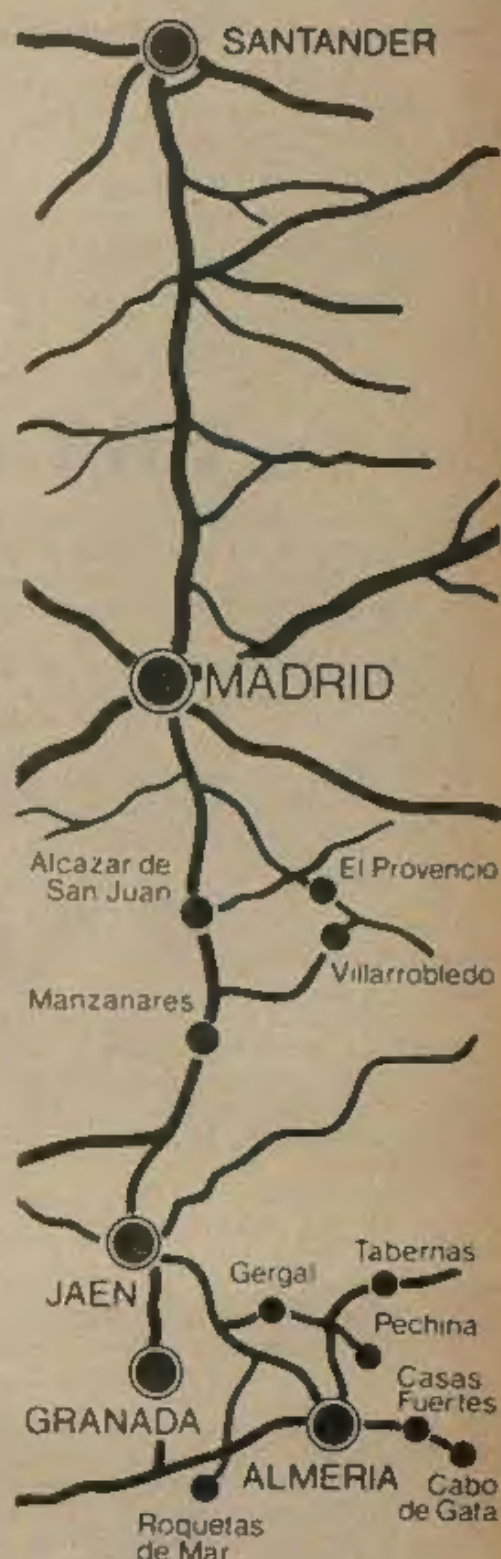 SANTANDER
MADRID
Alcazar de
San Juan
El Provencio
Villarrobledo
Manzanares
JAEN
Gergal
Tabernas
Pechina
Casas
Fuertes
GRANADA
ALMERIA
Cabo
de Gata
Roquetas
de Mar